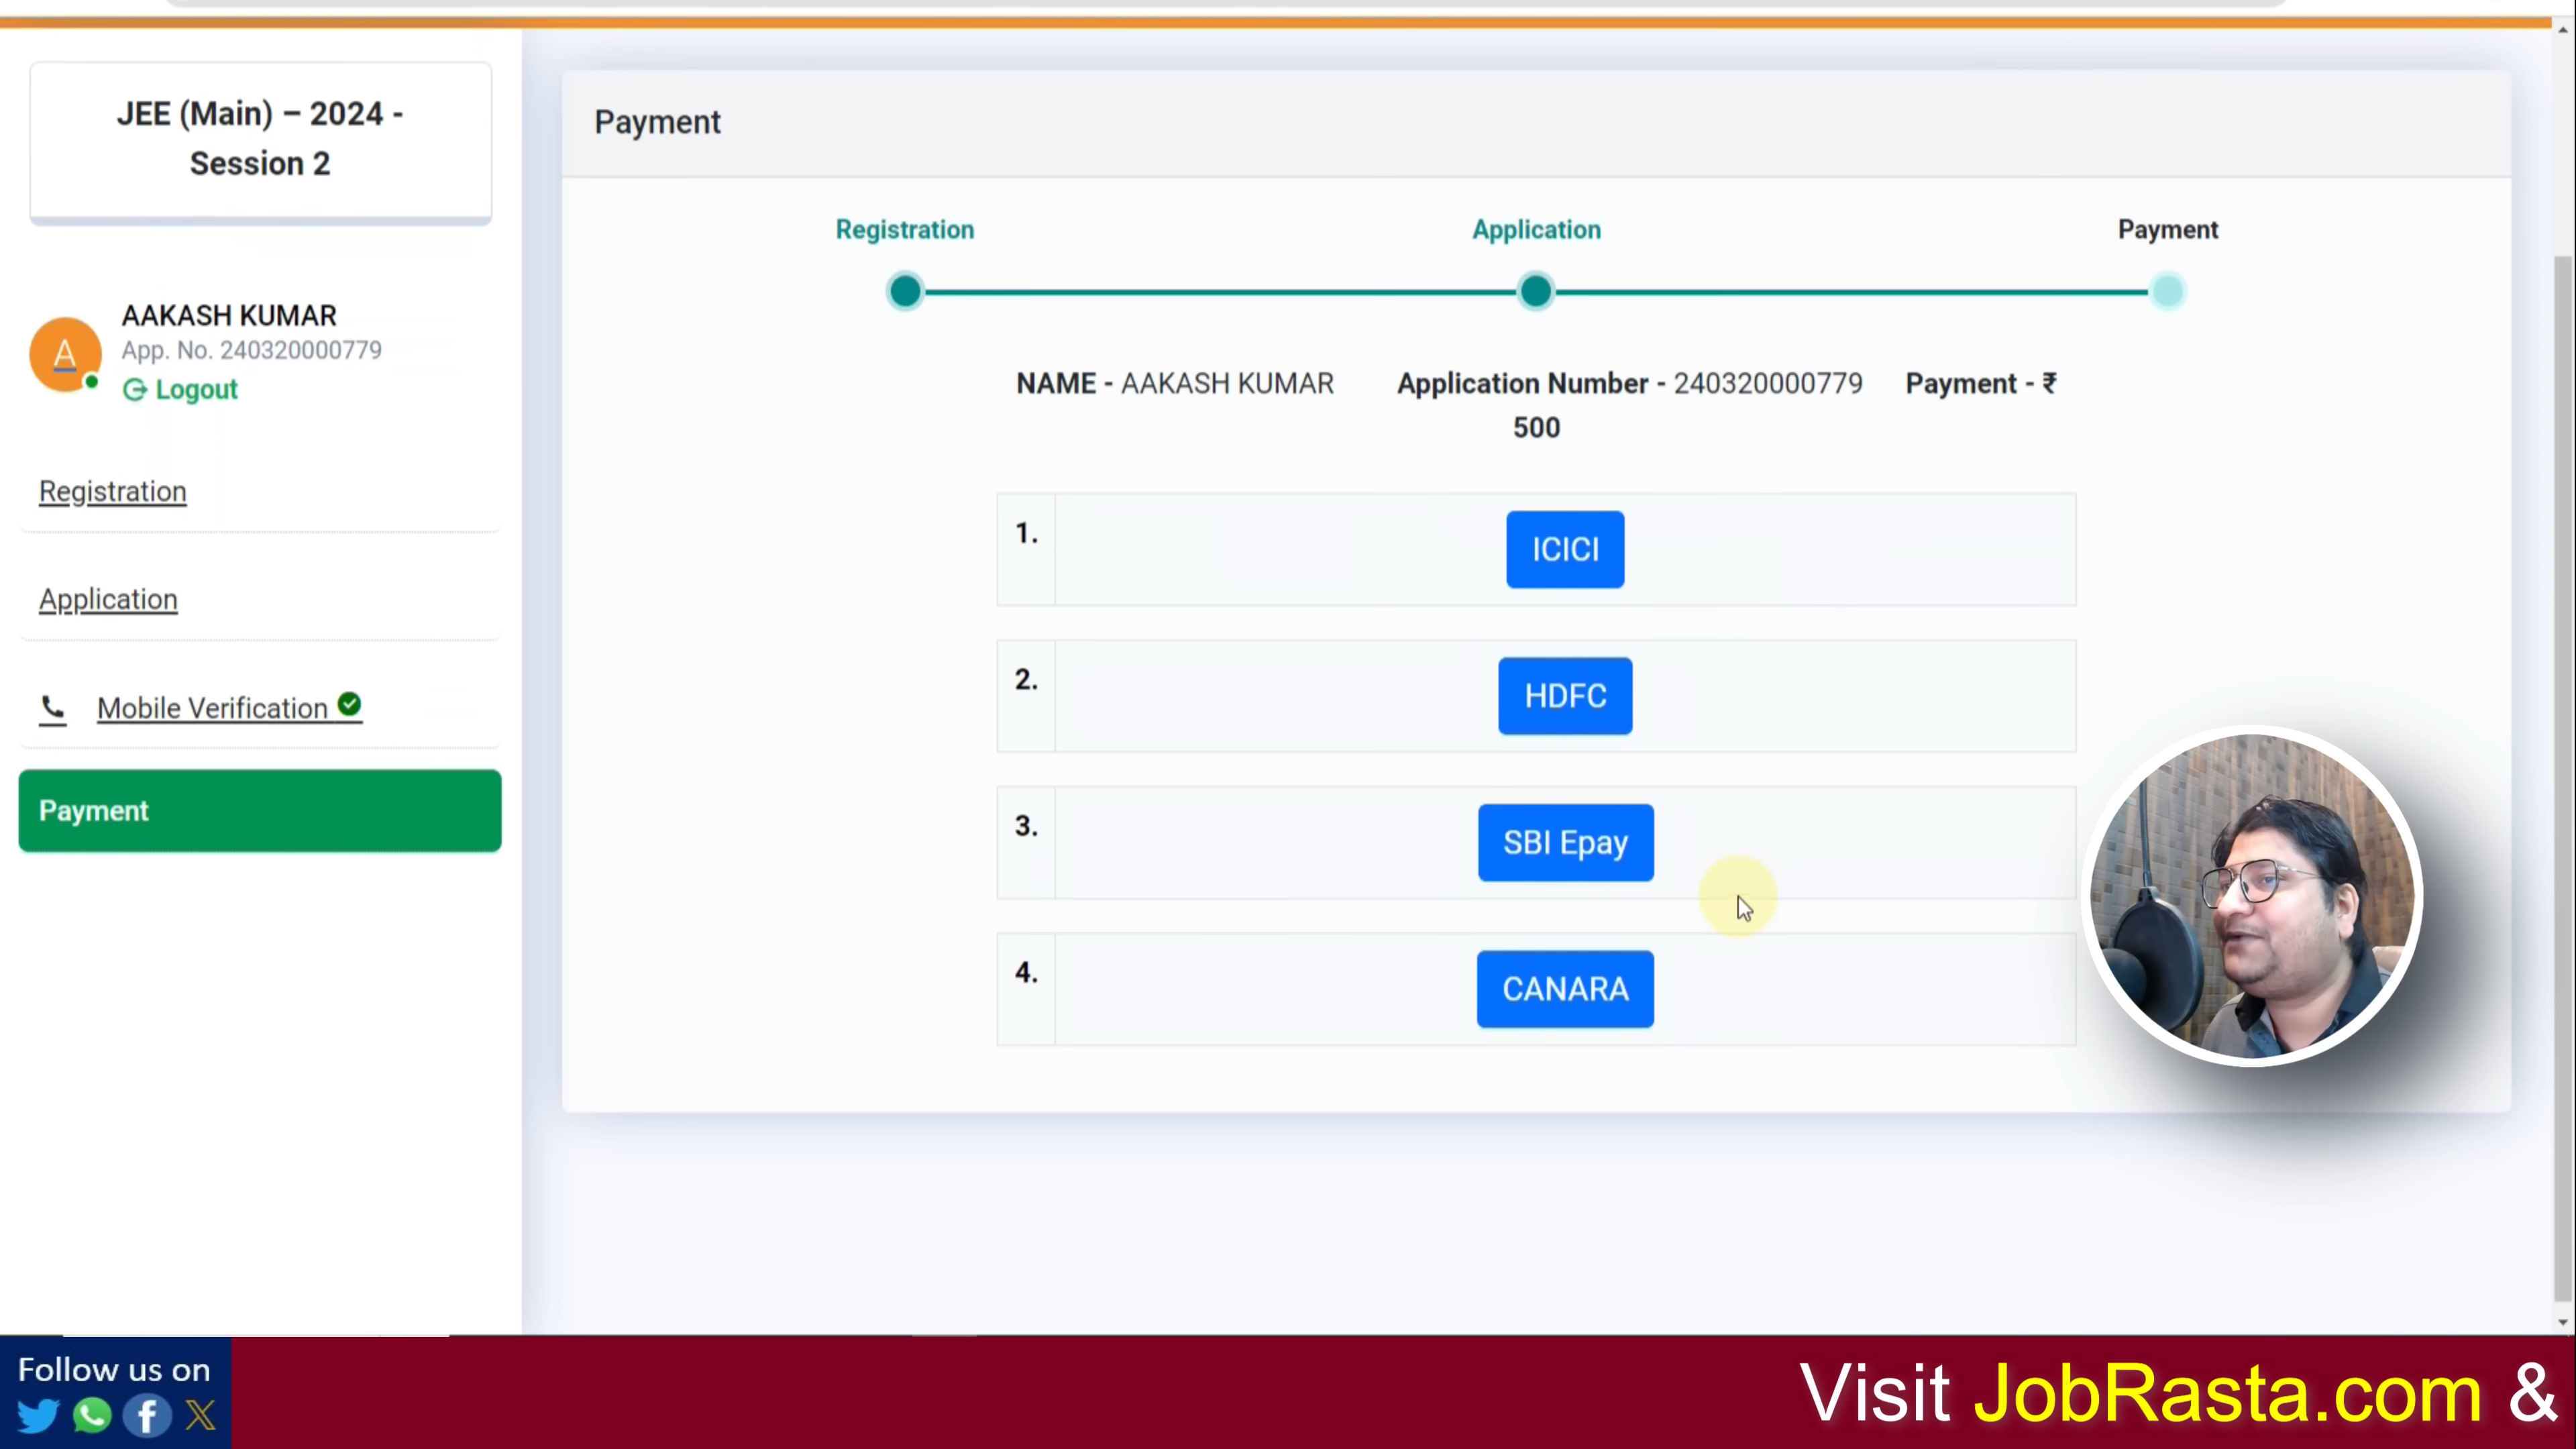 JEE (Main) – 2024 -
Session 2
A
AAKASH KUMAR
App. No. 240320000779
Logout
Registration
Application
Mobile Verification
Payment
Payment
Registration
Application
Payment
NAME - AAKASH KUMAR Application Number - 240320000779 Payment - ₹
500
1. ICICI
2. HDFC
3. SBI Epay
4. CANARA
Follow us on
Visit JobRasta.com &